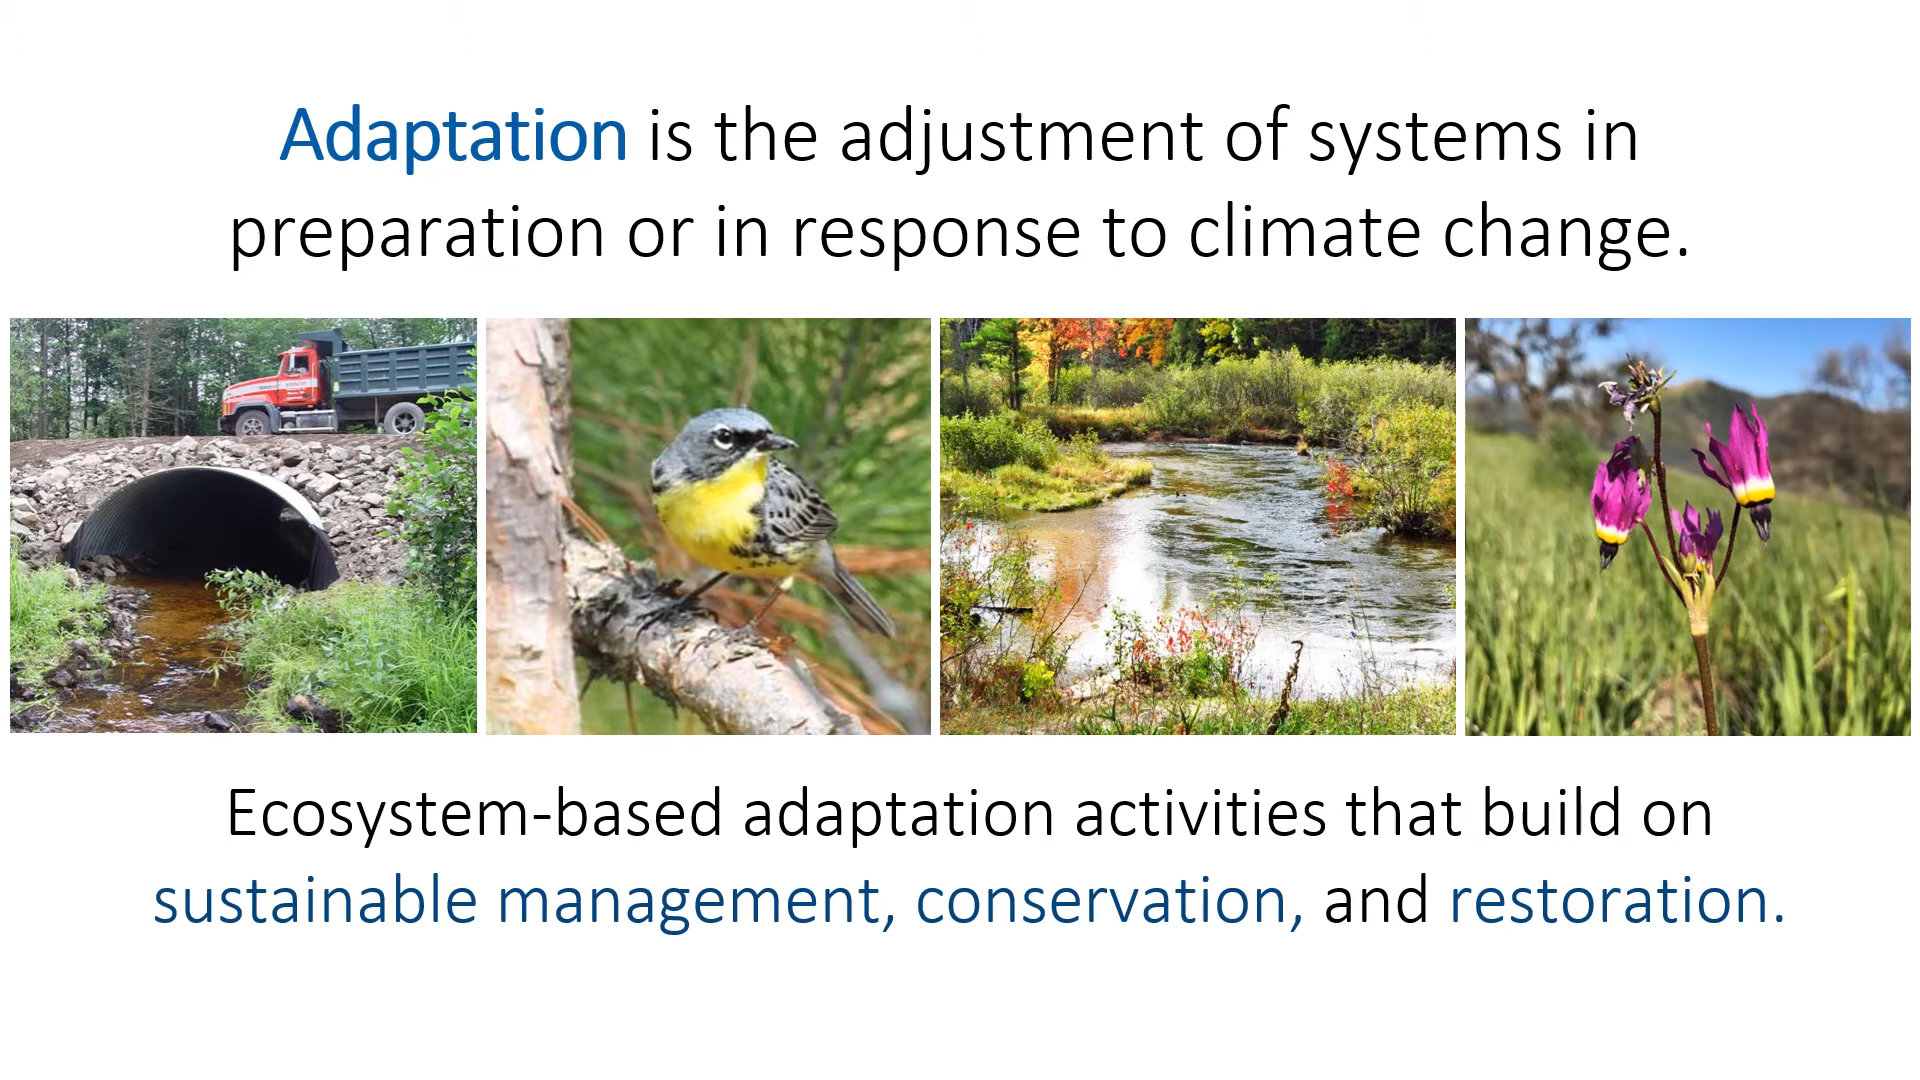 Adaptation is the adjustment of systems in
preparation or in response to climate change.
Ecosystem-based adaptation activities that build on
sustainable management, conservation, and restoration.